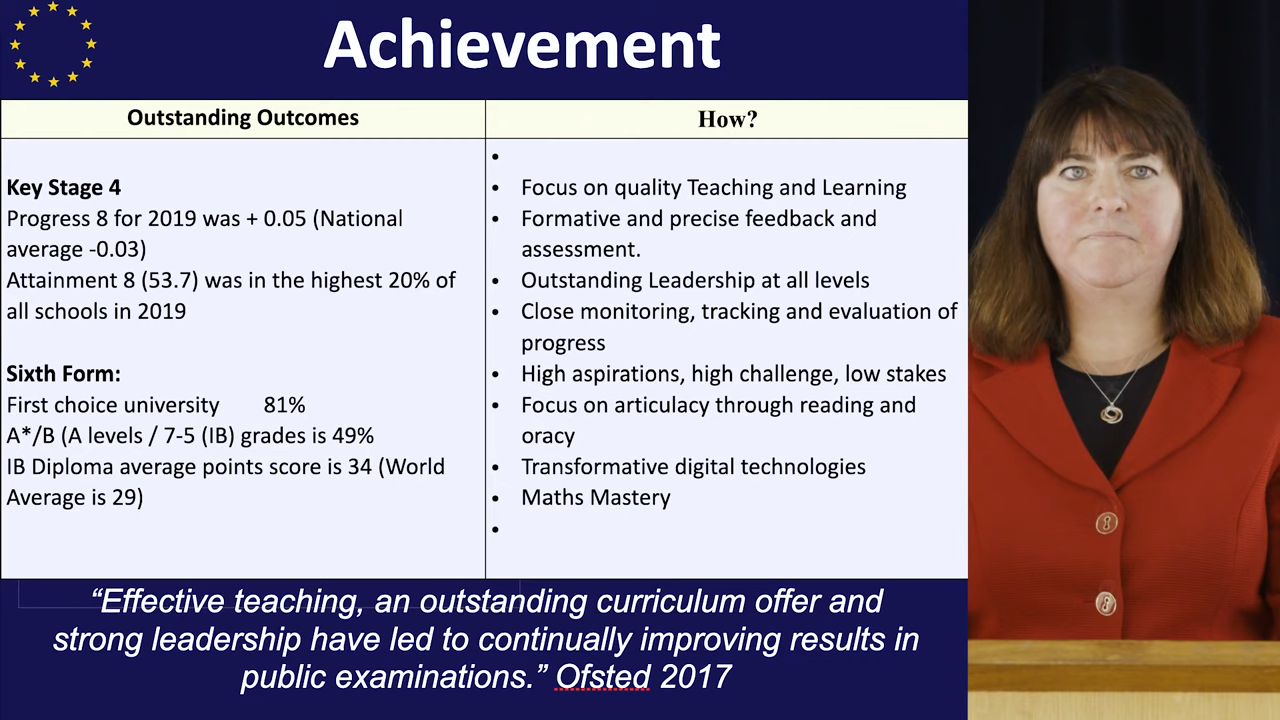 Achievement
Outstanding Outcomes
Key Stage 4
Progress 8 for 2019 was + 0.05 (National
average -0.03)
Attainment 8 (53.7) was in the highest 20% of
all schools in 2019
Sixth Form:
First choice university 81%
A*/B (A levels / 7-5 (IB) grades is 49%
IB Diploma average points score is 34 (World
Average is 29)
How?
•
• Focus on quality Teaching and Learning
• Formative and precise feedback and
assessment.
• Outstanding Leadership at all levels
• Close monitoring, tracking and evaluation of
progress
• High aspirations, high challenge, low stakes
• Focus on articulacy through reading and
oracy
• Transformative digital technologies
• Maths Mastery
•
“Effective teaching, an outstanding curriculum offer and
strong leadership have led to continually improving results in
public examinations.” Ofsted 2017